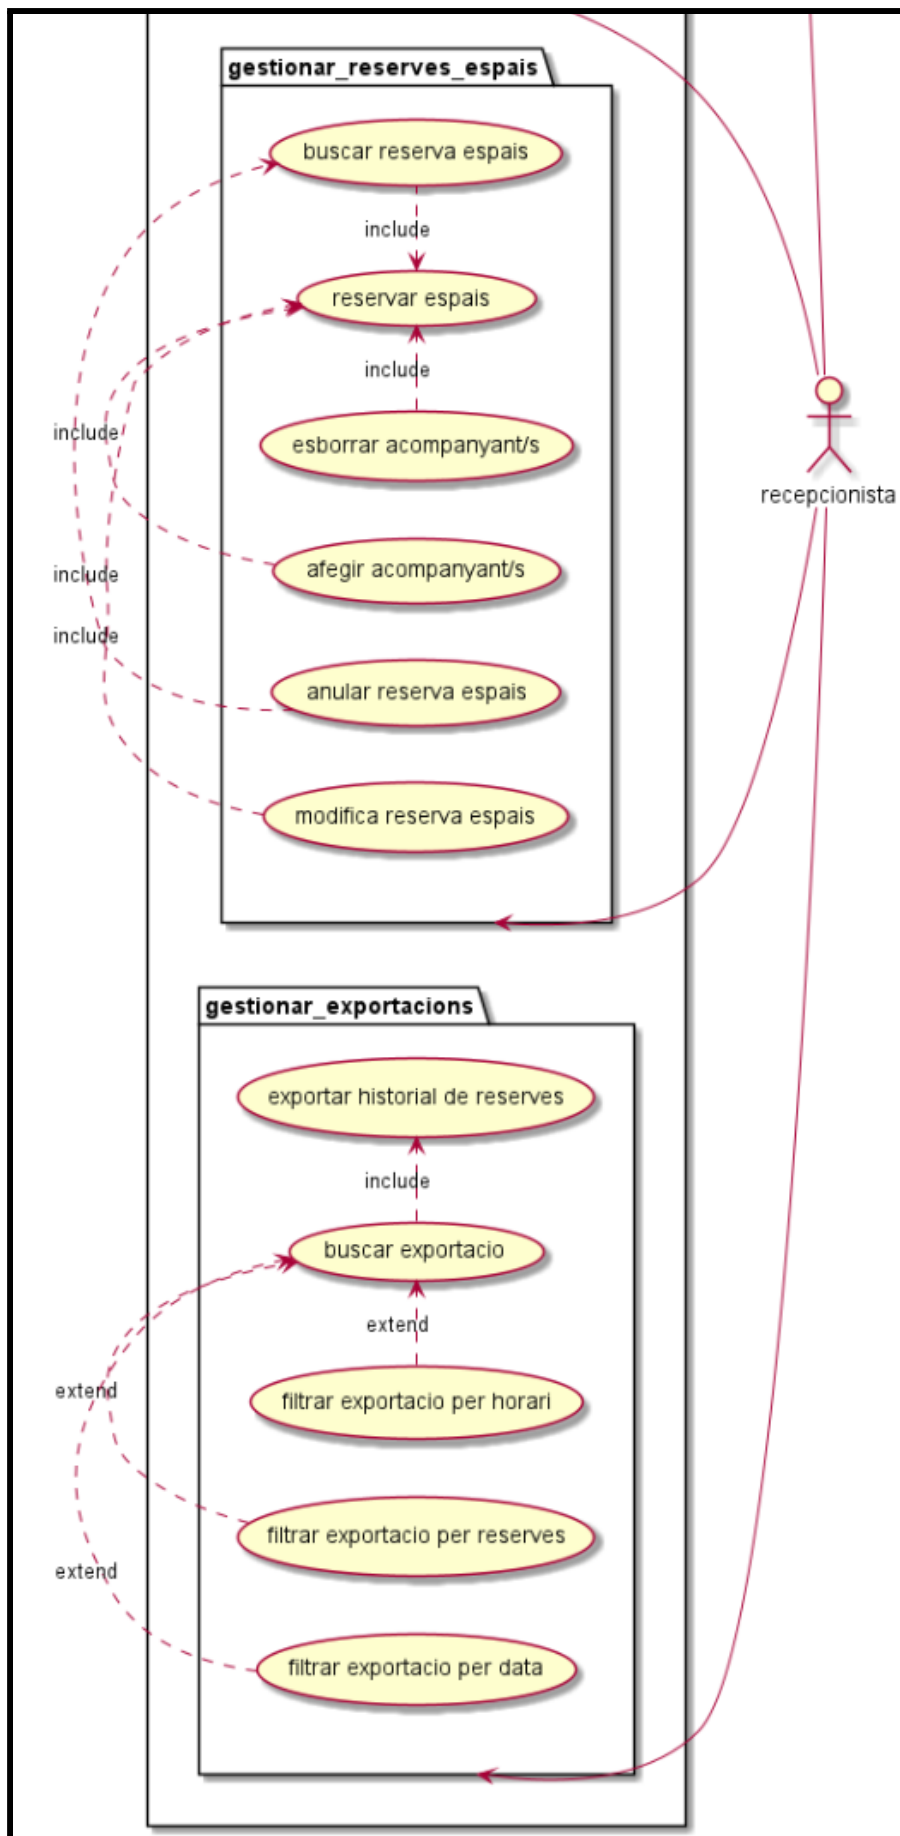 gestionar_reserves_espais
buscar reserva espais
include
reservar espais
include
esborrar acompanyant/s
include
recepcionista
afegir acompanyant/s
include
include
anular reserva espais
modifica reserva espais
gestionar_exportacions
exportar historial de reserves
include
buscar exportacio
extend
extend
filtrar exportacio per horari
filtrar exportacio per reserves
extend
filtrar exportacio per data